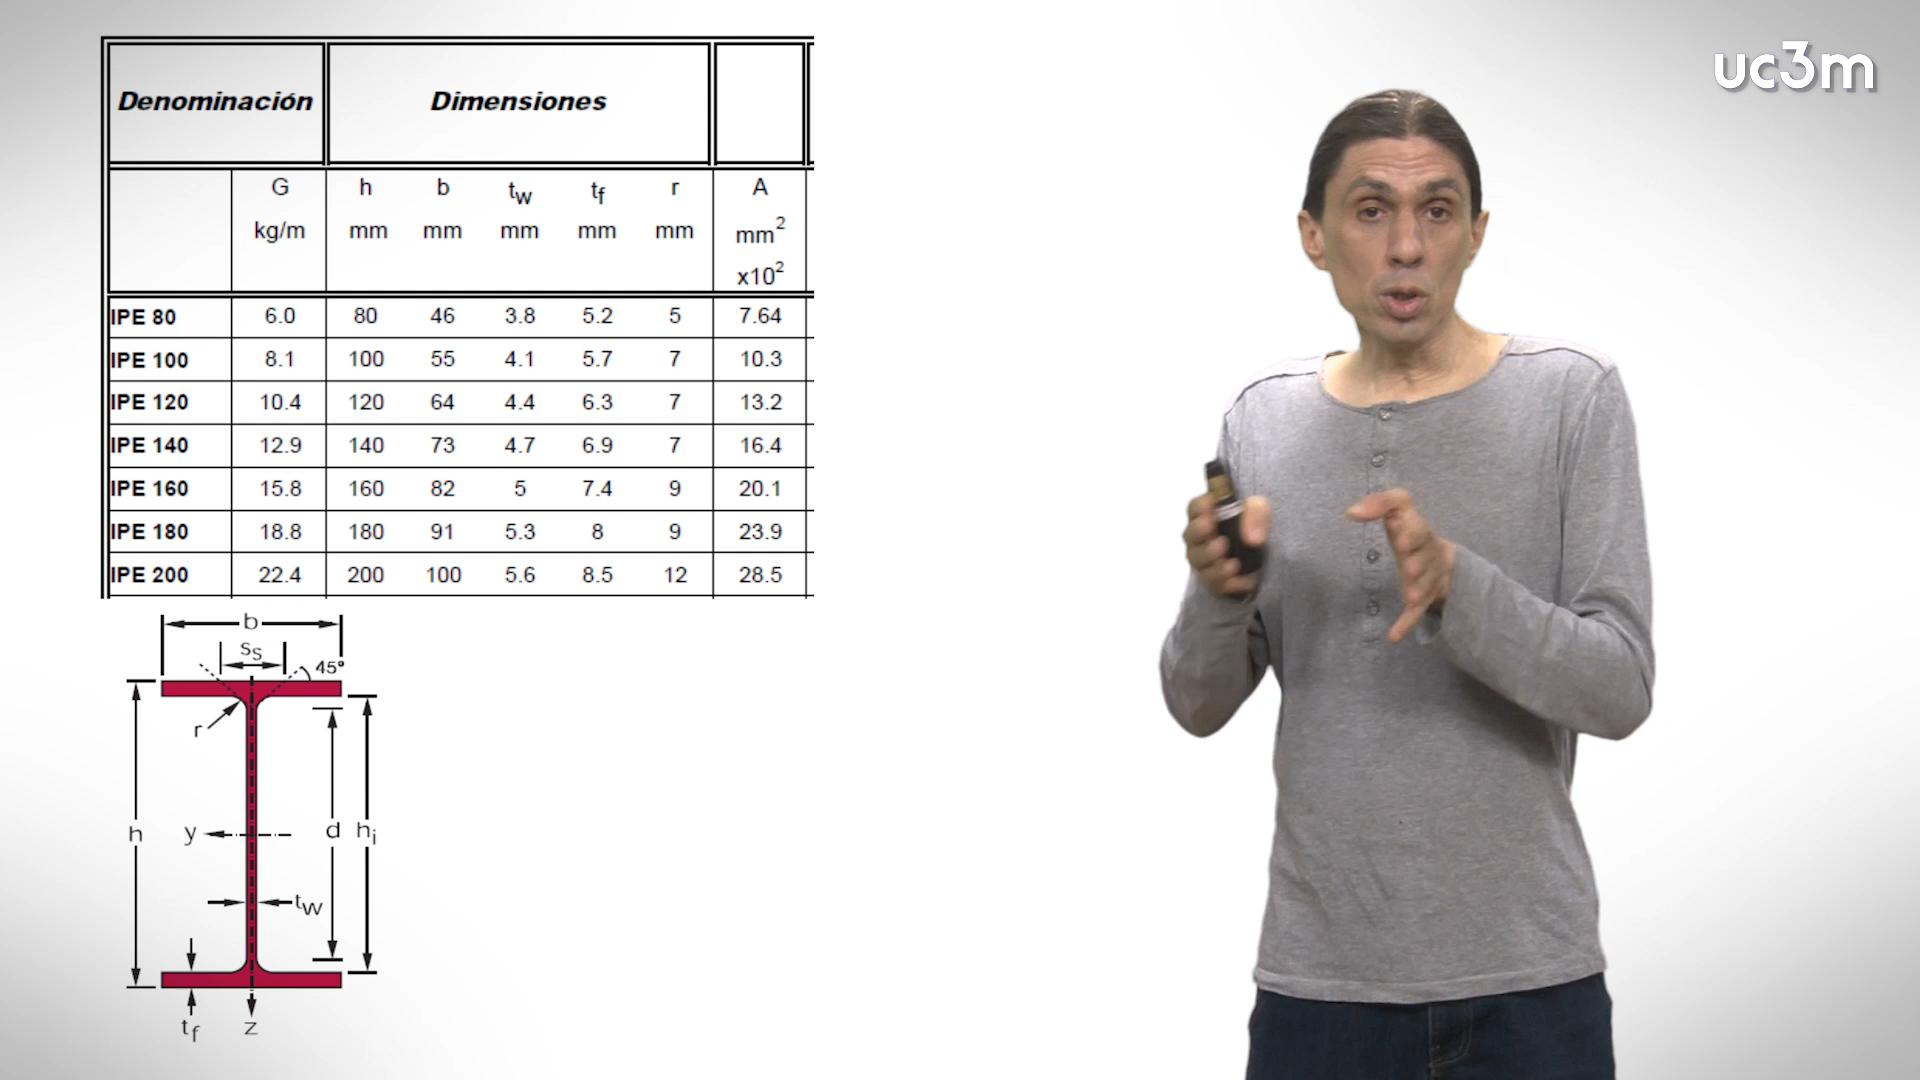 uc3m
Denominación Dimensiones
G h b tw tf r A
kg/m mm mm mm mm mm mm2
x102
IPE 80 6.0 80 46 3.8 5.2 5 7.64
IPE 100 8.1 100 55 4.1 5.7 7 10.3
IPE 120 10.4 120 64 4.4 6.3 7 13.2
IPE 140 12.9 140 73 4.7 6.9 7 16.4
IPE 160 15.8 160 82 5 7.4 9 20.1
IPE 180 18.8 180 91 5.3 8 9 23.9
IPE 200 22.4 200 100 5.6 8.5 12 28.5
b
ss
45°
r
h y d hi
tw
tf z